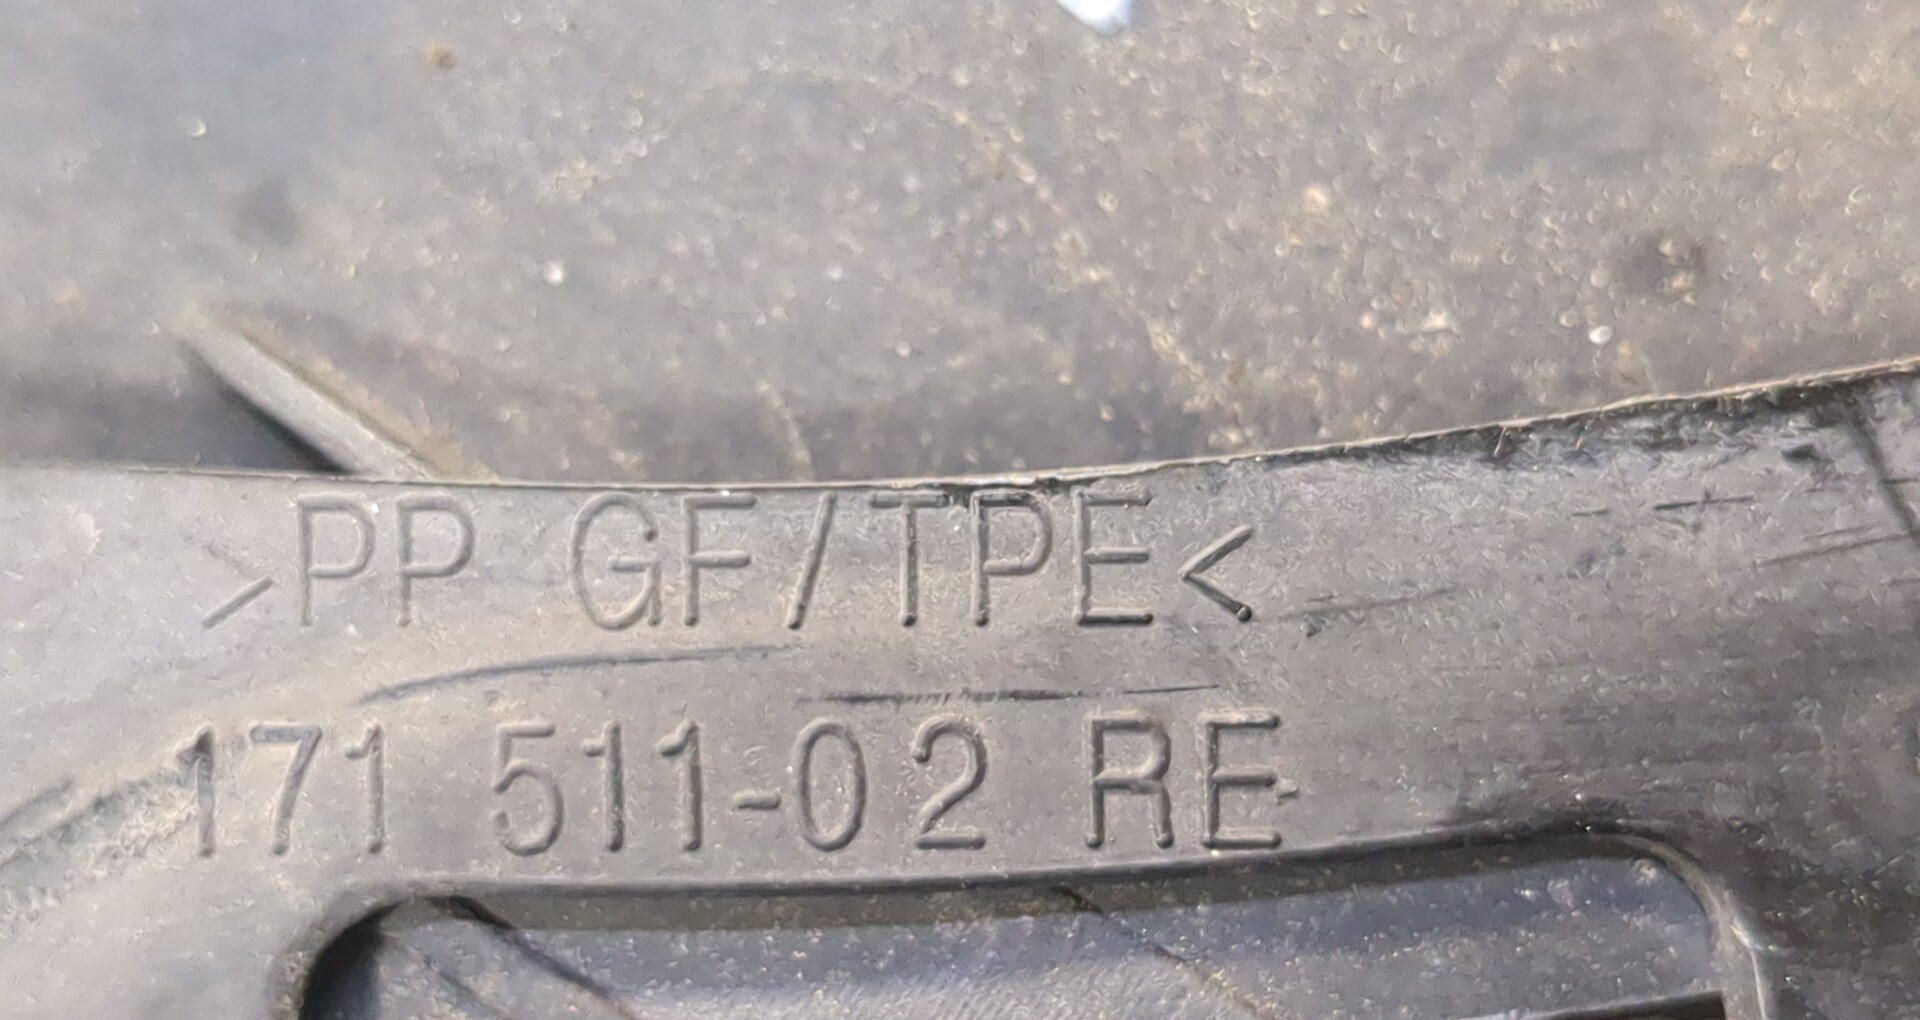 >PP GF/TPE<
171 511-02 RE